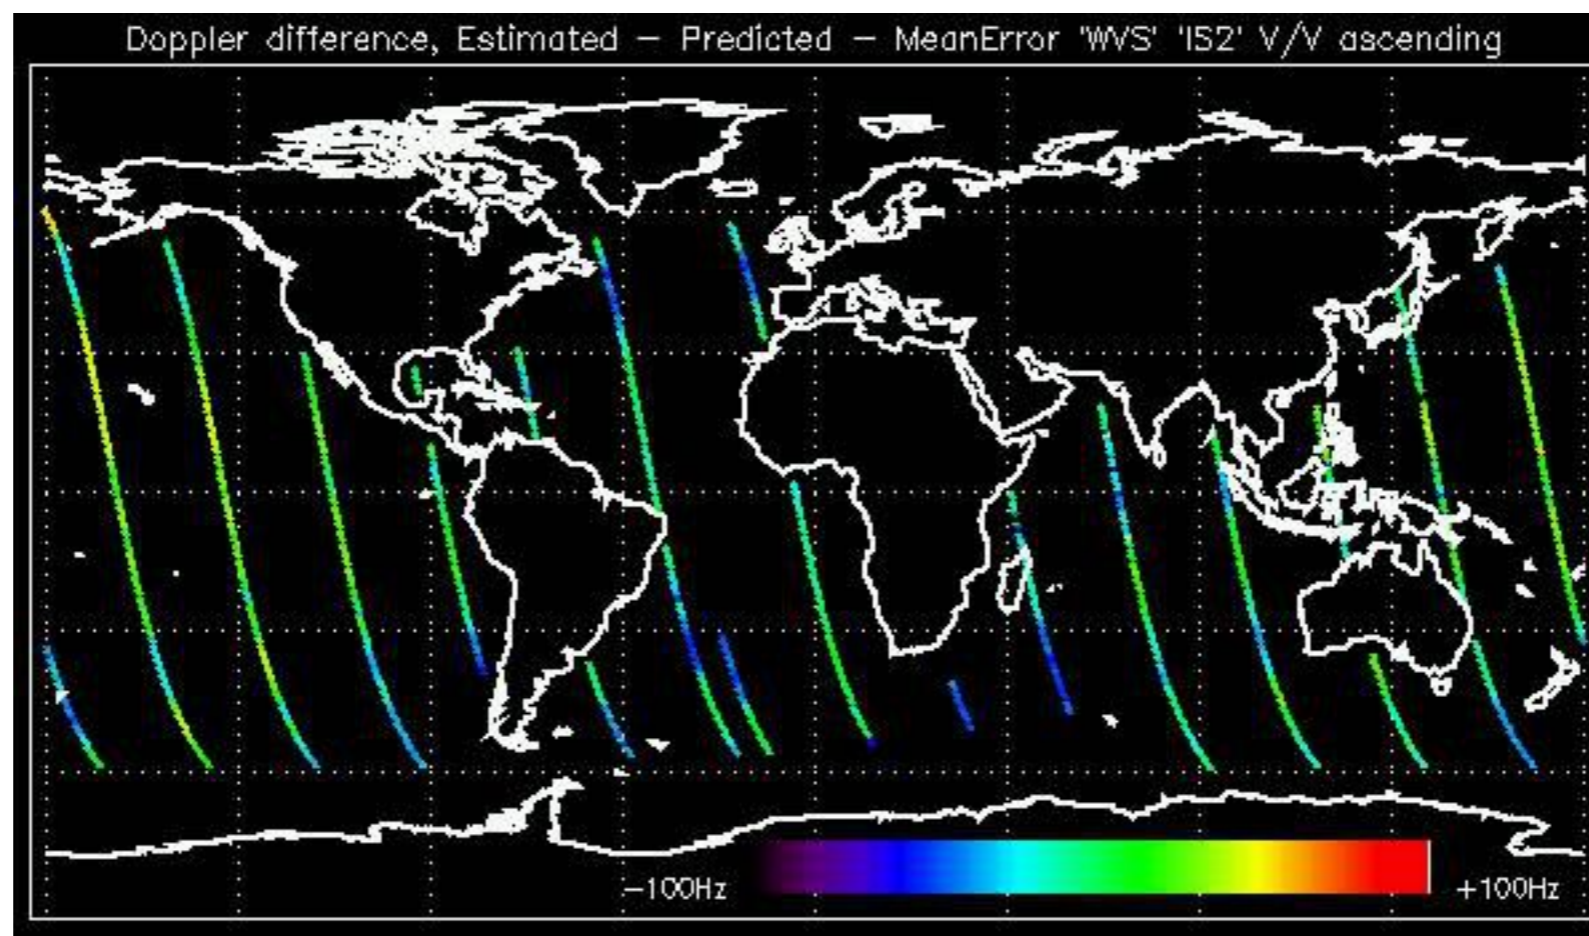 Doppler difference, Estimated – Predicted – MeanError 'WVS' 'IS2' V/V ascending
–100Hz +100Hz